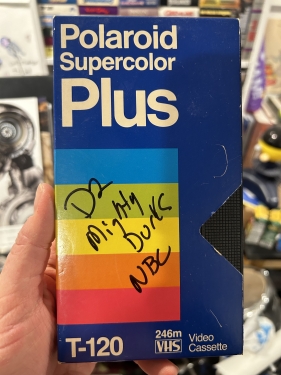 Polaroid
Supercolor
Plus
D2
Mighty
Ducks
NBC
T-120
246m
VHS
Video
Cassette